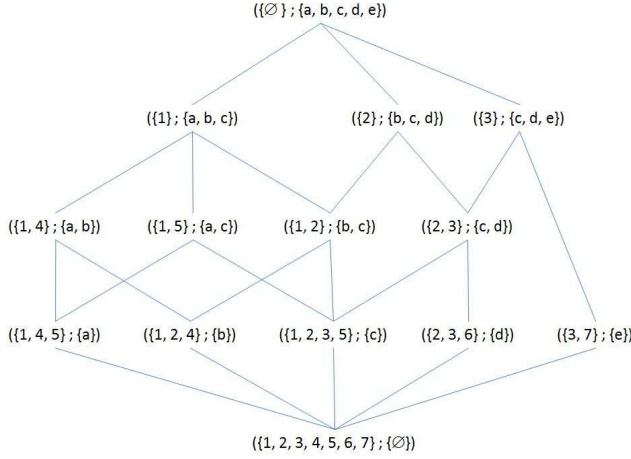 ({∅ } ; {a, b, c, d, e})
({1} ; {a, b, c}) ({2} ; {b, c, d}) ({3} ; {c, d, e})
({1, 4} ; {a, b}) ({1, 5} ; {a, c}) ({1, 2} ; {b, c}) ({2, 3} ; {c, d})
({1, 4, 5} ; {a}) ({1, 2, 4} ; {b}) ({1, 2, 3, 5} ; {c}) ({2, 3, 6} ; {d}) ({3, 7} ; {e})
({1, 2, 3, 4, 5, 6, 7} ; {∅})